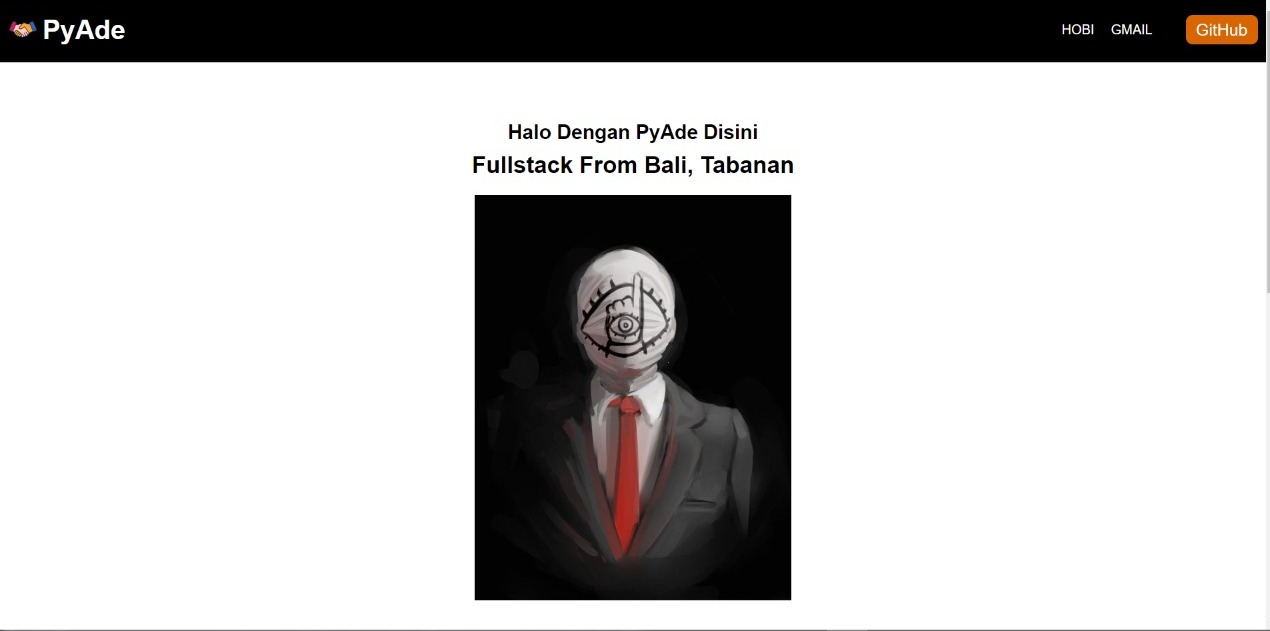 🤝 PyAde
HOBI GMAIL GitHub
Halo Dengan PyAde Disini
Fullstack From Bali, Tabanan